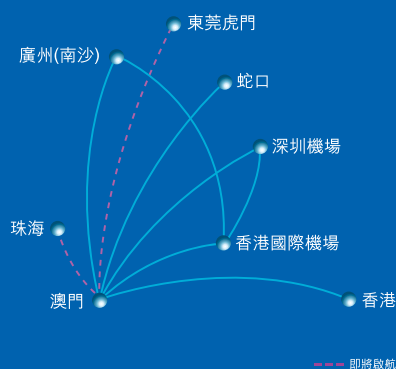 東莞虎門
廣州(南沙)
蛇口
深圳機場
珠海
香港國際機場
澳門
香港
即將啟航